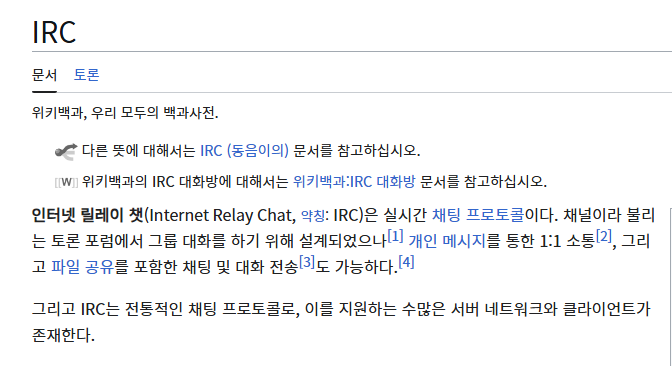 IRC
문서 토론
위키백과, 우리 모두의 백과사전.
다른 뜻에 대해서는 IRC (동음이의) 문서를 참고하십시오.
[[W]] 위키백과의 IRC 대화방에 대해서는 위키백과:IRC 대화방 문서를 참고하십시오.
인터넷 릴레이 챗(Internet Relay Chat, 약칭: IRC)은 실시간 채팅 프로토콜이다. 채널이라 불리
는 토론 포럼에서 그룹 대화를 하기 위해 설계되었으나[1] 개인 메시지를 통한 1:1 소통[2], 그리
고 파일 공유를 포함한 채팅 및 대화 전송[3]도 가능하다.[4]
그리고 IRC는 전통적인 채팅 프로토콜로, 이를 지원하는 수많은 서버 네트워크와 클라이언트가
존재한다.